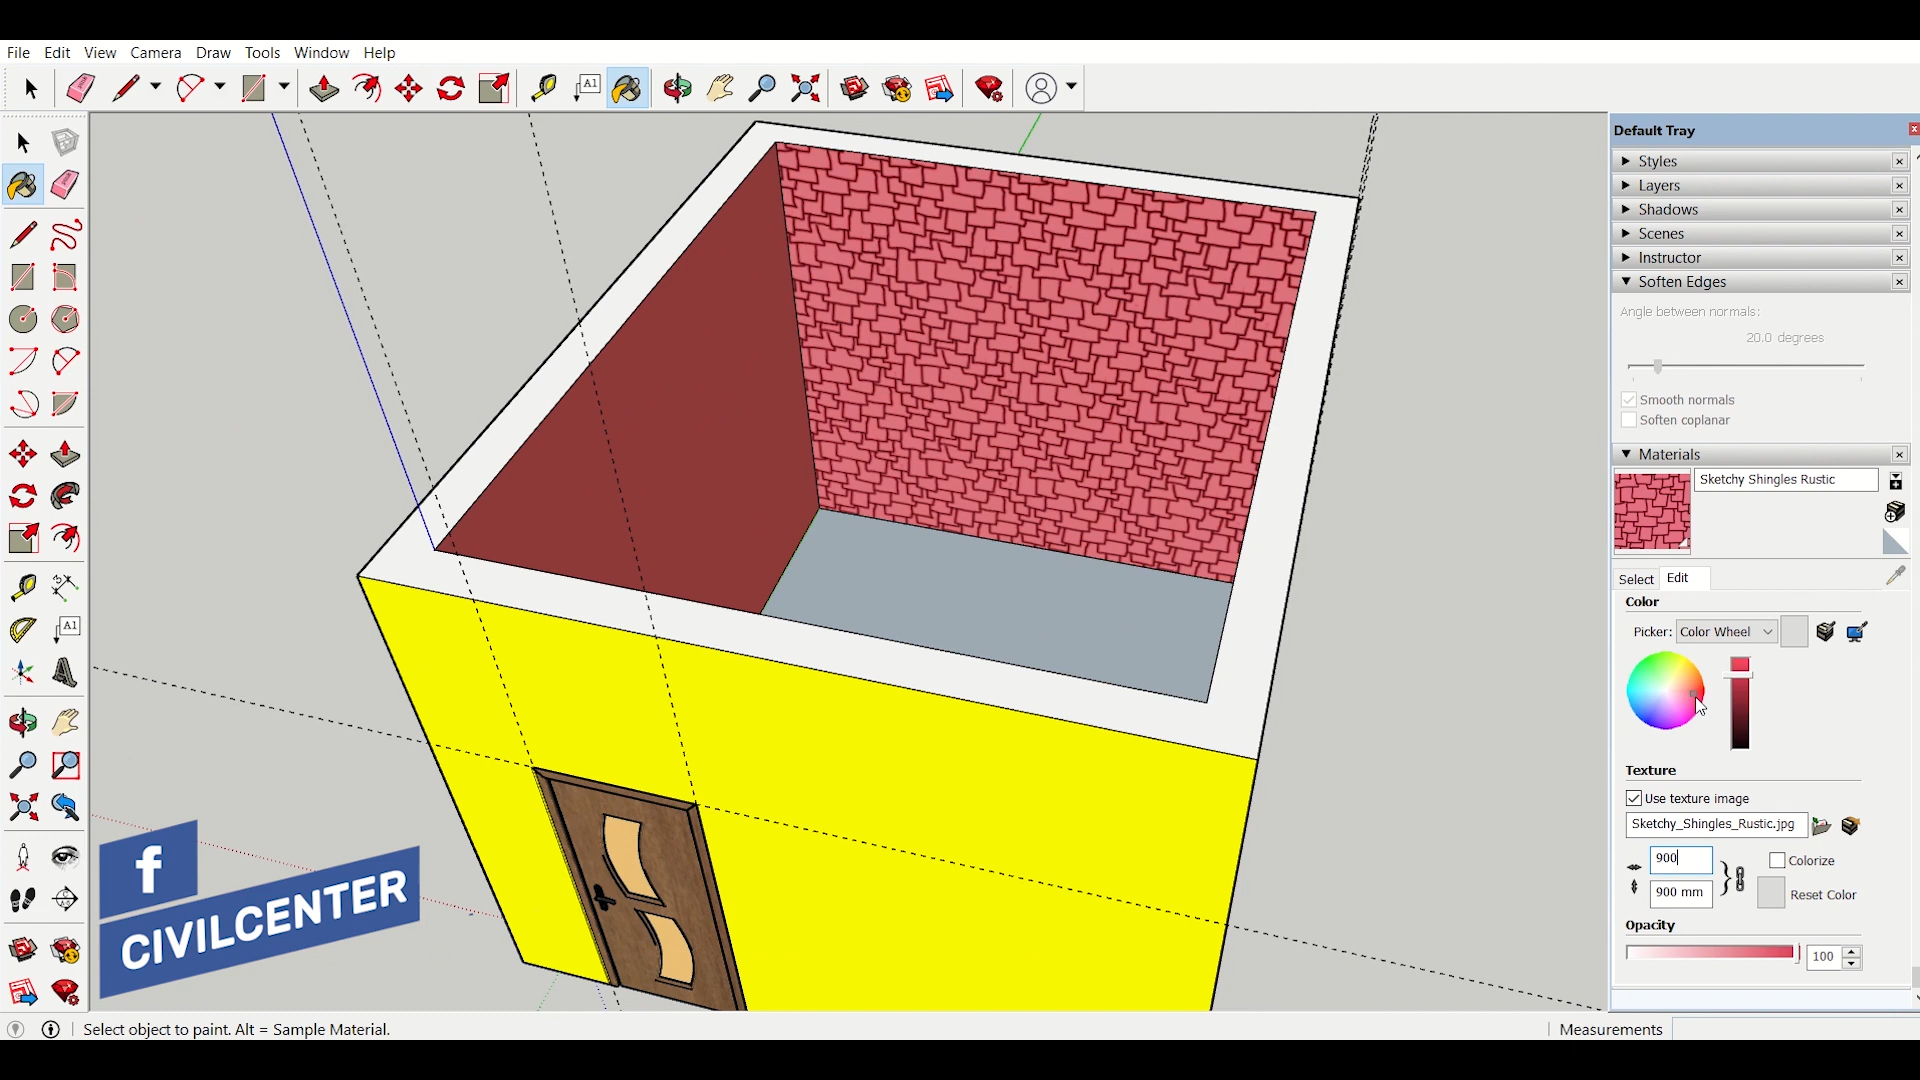 File Edit View Camera Draw Tools Window Help
A1
Default Tray
Styles
Layers
Shadows
Scenes
Instructor
Soften Edges
Angle between normals:
20.0 degrees
Smooth normals
Soften coplanar
Materials
Sketchy Shingles Rustic
Select Edit
Color
Picker: Color Wheel
Texture
Use texture image
Sketchy_Shingles_Rustic.jpg
900 Colorize
900 mm Reset Color
Opacity
100
A1
f
CIVILCENTER
Select object to paint. Alt = Sample Material. Measurements